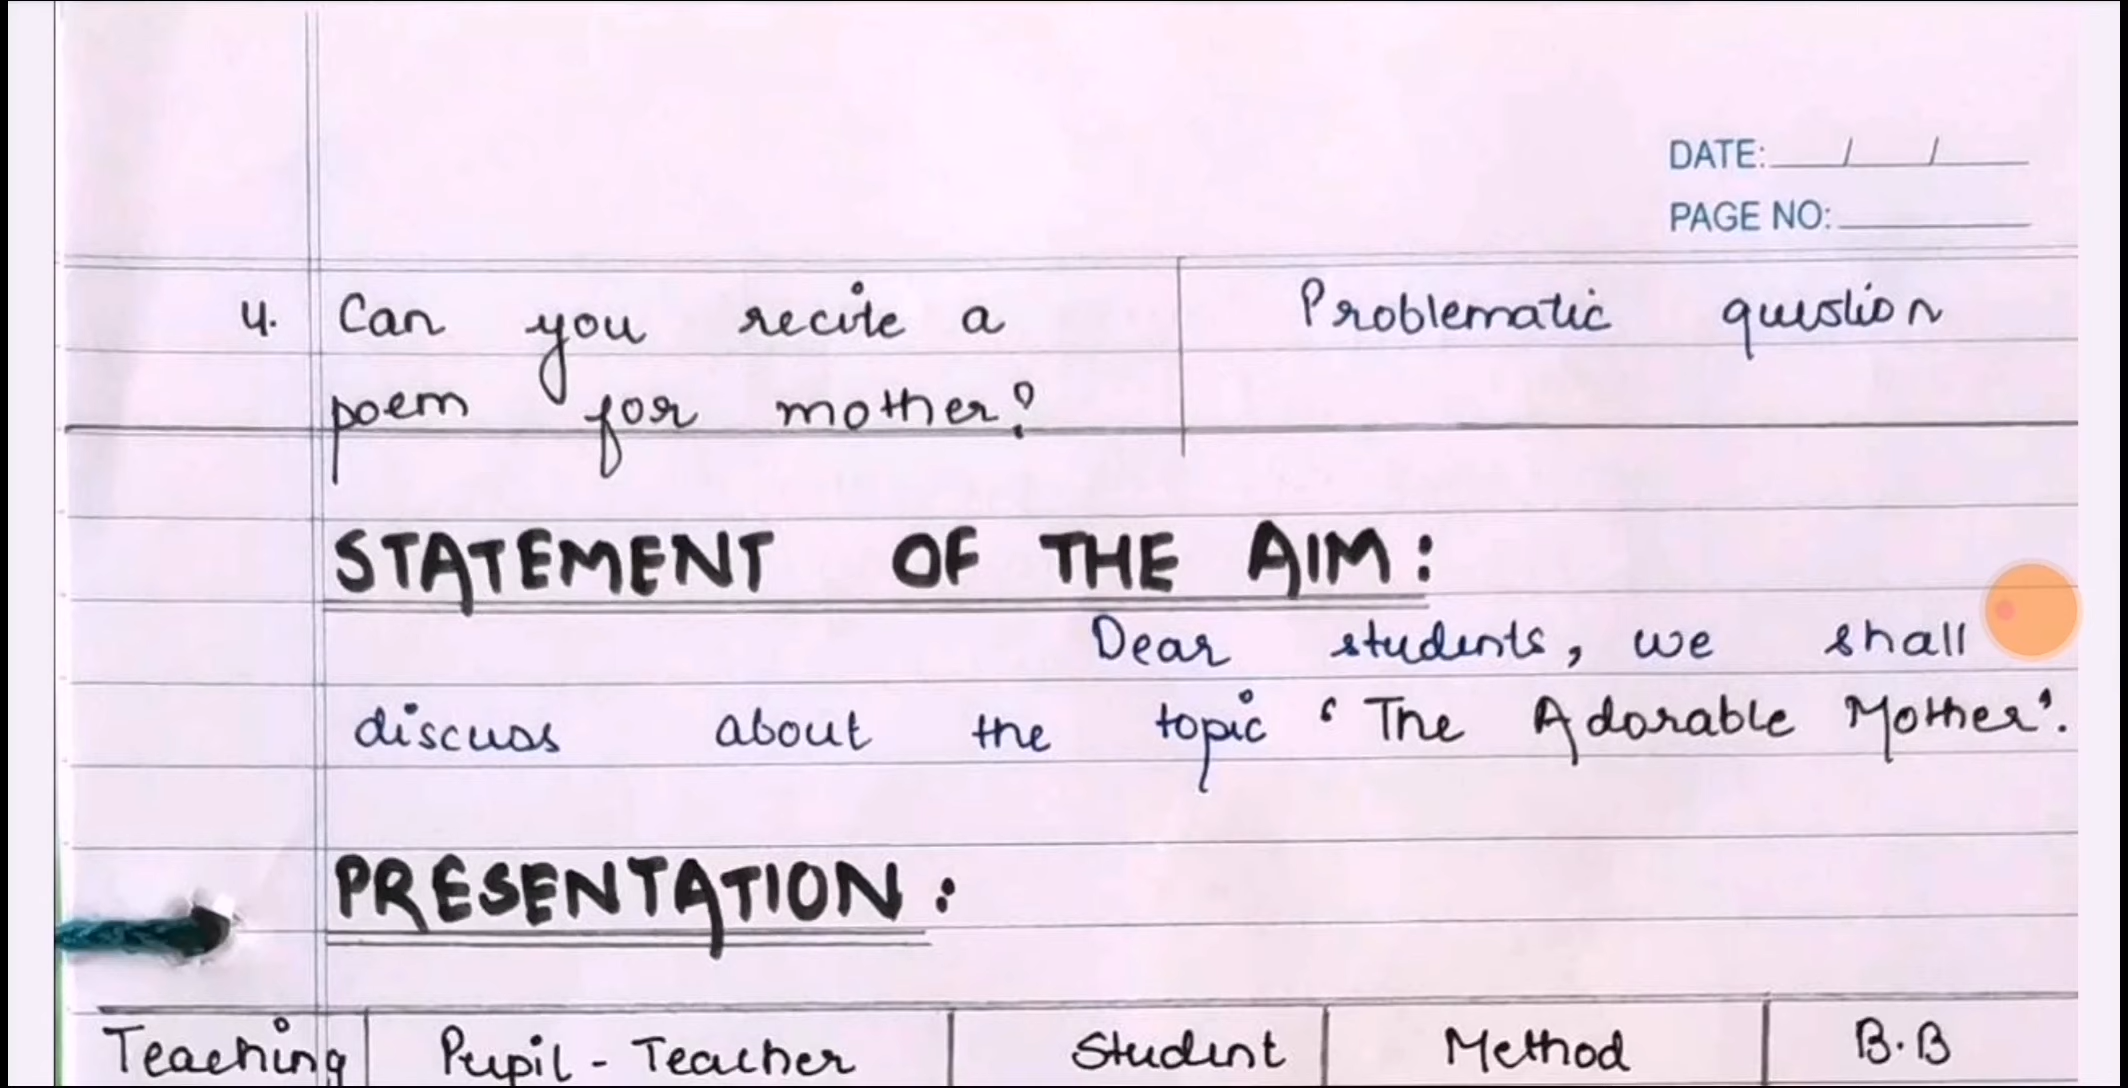 DATE: / /
PAGE NO:
4. Can you recite a Problematic question
poem for mother?
STATEMENT OF THE AIM:
Dear students, we shall
discuss about the topic 'The Adorable Mother'.
PRESENTATION:
Teaching Pupil-Teacher Student Method B.B